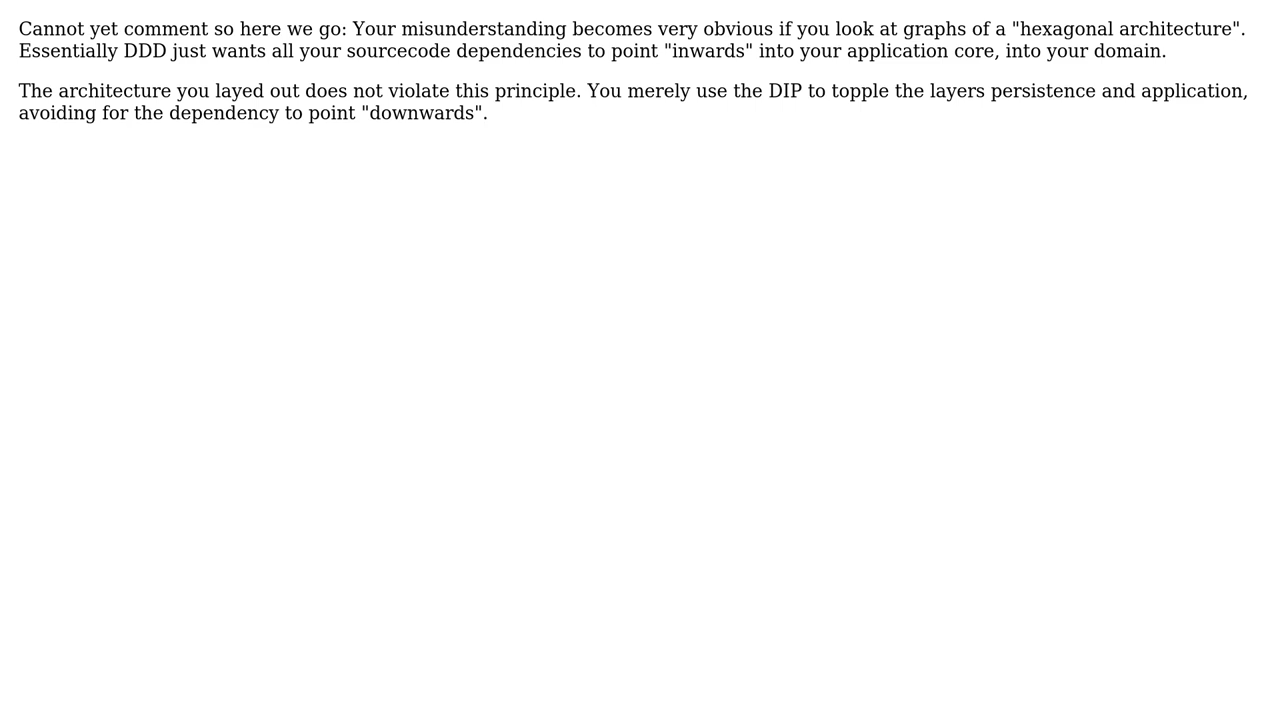 Cannot yet comment so here we go: Your misunderstanding becomes very obvious if you look at graphs of a "hexagonal architecture".
Essentially DDD just wants all your sourcecode dependencies to point "inwards" into your application core, into your domain.
The architecture you layed out does not violate this principle. You merely use the DIP to topple the layers persistence and application,
avoiding for the dependency to point "downwards".